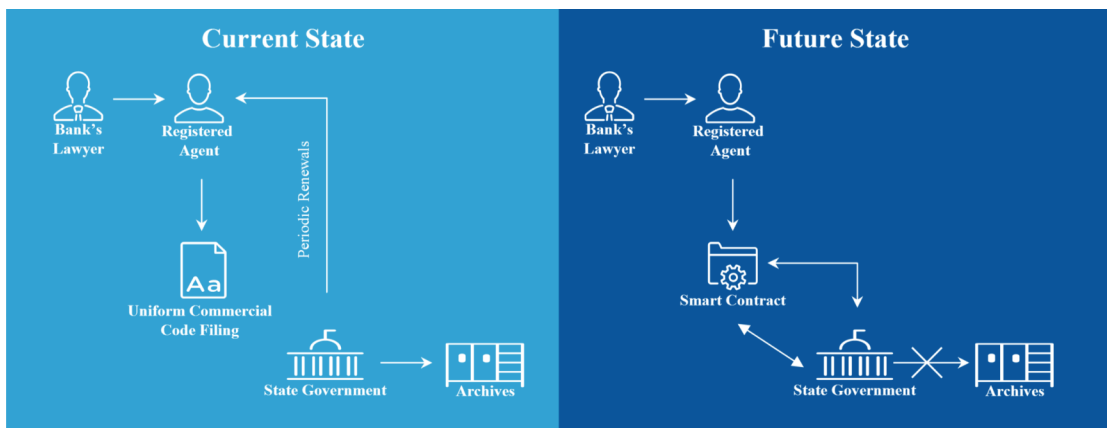 Current State
Bank's
Lawyer
Registered
Agent
Periodic Renewals
Aa
Uniform Commercial
Code Filing
State Government
Archives
Future State
Bank's
Lawyer
Registered
Agent
Smart Contract
State Government
Archives